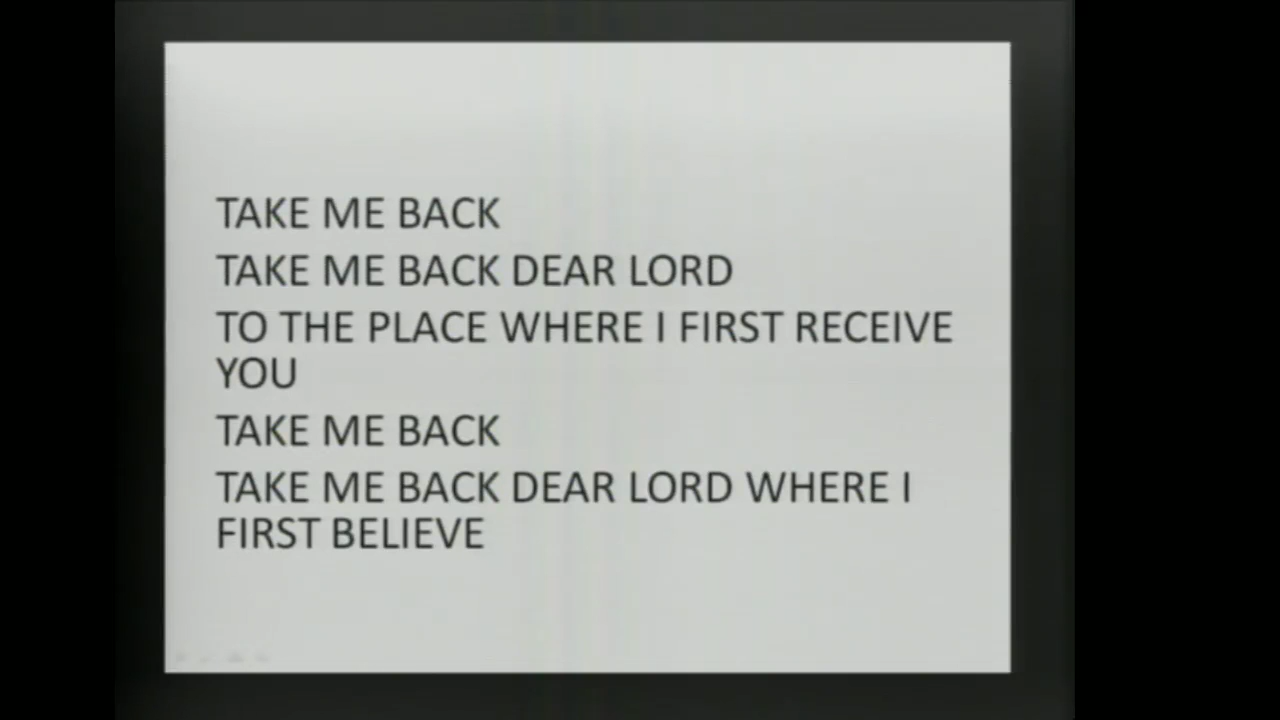 TAKE ME BACK
TAKE ME BACK DEAR LORD
TO THE PLACE WHERE I FIRST RECEIVE
YOU
TAKE ME BACK
TAKE ME BACK DEAR LORD WHERE I
FIRST BELIEVE